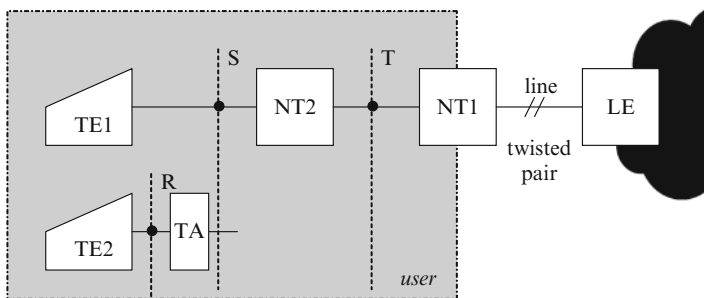 S
T
TE1
NT2
NT1
line
LE
twisted
pair
R
TE2
TA
user